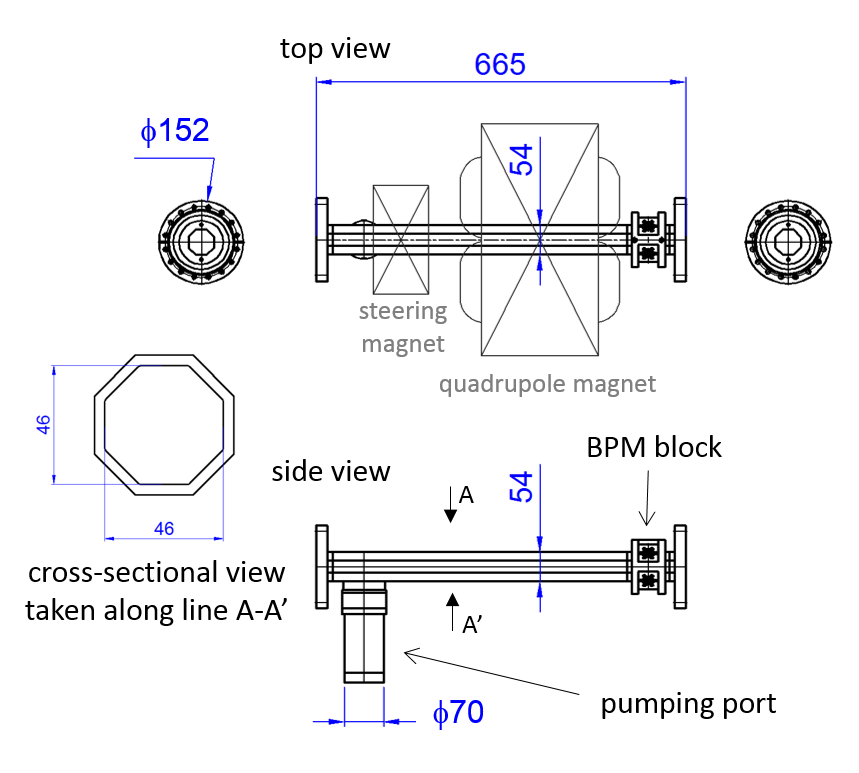 top view
665
ϕ152
54
steering
magnet
quadrupole magnet
46
46
cross-sectional view
taken along line A-A’
side view
BPM block
A
54
A’
pumping port
ϕ70